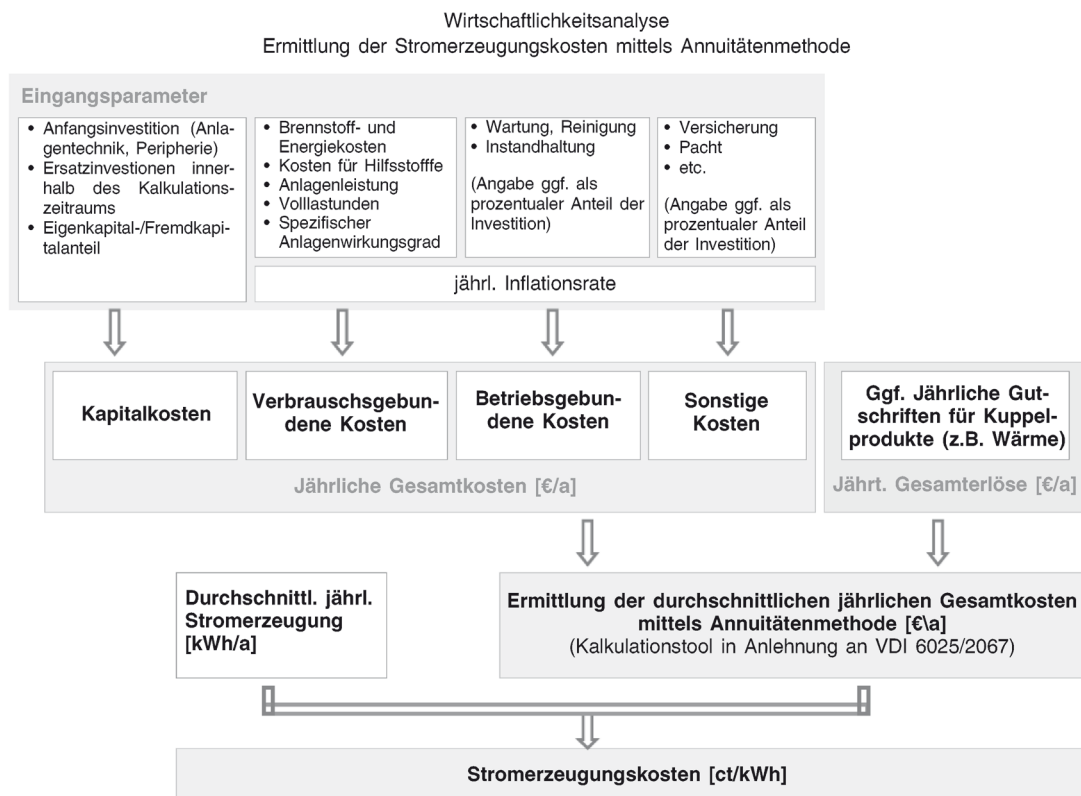 Wirtschaftlichkeitsanalyse
Ermittlung der Stromerzeugungskosten mittels Annuitätenmethode
Eingangsparameter
• Anfangsinvestition (Anla-
gentechnik, Peripherie)
• Ersatzinvestionen inner-
halb des Kalkulations-
zeitraums
• Eigenkapital-/Fremdkapi-
talanteil
• Brennstoff- und
Energiekosten
• Kosten für Hilfsstofffe
• Anlagenleistung
• Volllastunden
• Spezifischer
Anlagenwirkungsgrad
• Wartung, Reinigung
• Instandhaltung
(Angabe ggf. als
prozentualer Anteil der
Investition)
• Versicherung
• Pacht
• etc.
(Angabe ggf. als
prozentualer Anteil
der Investition)
jährl. Inflationsrate
Kapitalkosten
Verbrauschsgebun-
dene Kosten
Betriebsgebun-
dene Kosten
Sonstige
Kosten
Ggf. Jährliche Gut-
schriften für Kuppel-
produkte (z.B. Wärme)
Jährliche Gesamtkosten [€/a]
Jährt. Gesamterlöse [€/a]
Durchschnittl. jährl.
Stromerzeugung
[kWh/a]
Ermittlung der durchschnittlichen jährlichen Gesamtkosten
mittels Annuitätenmethode [€\a]
(Kalkulationstool in Anlehnung an VDI 6025/2067)
Stromerzeugungskosten [ct/kWh]